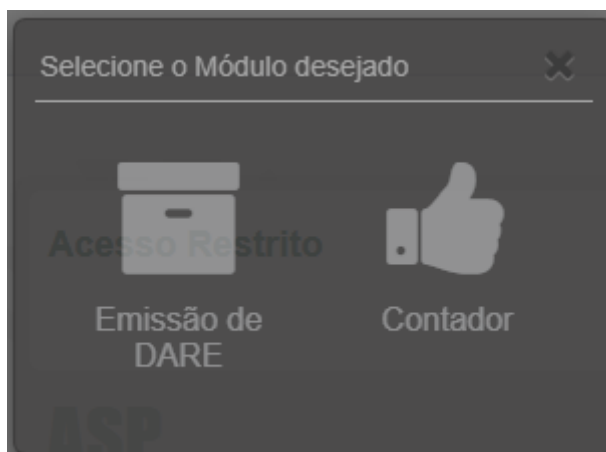 Selecione o Módulo desejado
Acesso Restrito
Emissão de
DARE
Contador
ASP